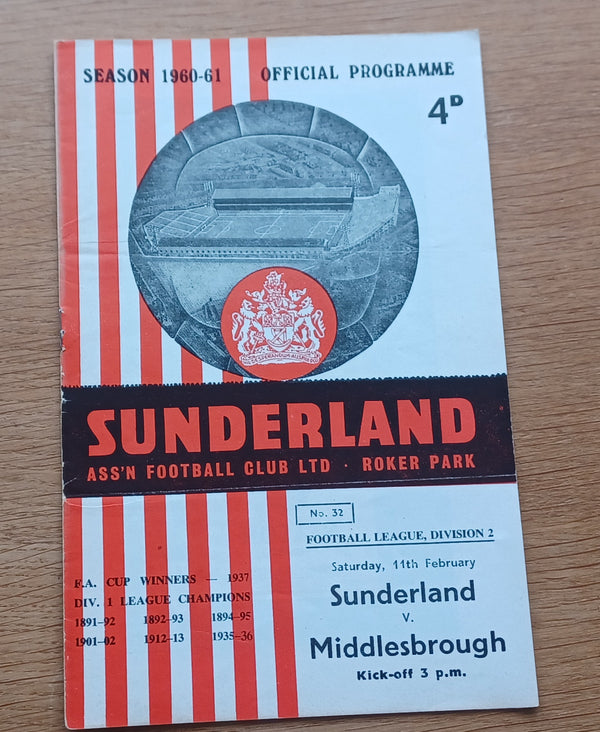 SEASON 1960-61 OFFICIAL PROGRAMME
4D
SUNDERLAND
ASS'N FOOTBALL CLUB LTD · ROKER PARK
No. 32
FOOTBALL LEAGUE, DIVISION 2
Saturday, 11th February
Sunderland
V.
Middlesbrough
Kick-off 3 p.m.
F.A. CUP WINNERS — 1937
DIV. 1 LEAGUE CHAMPIONS
1891-92 1892-93 1894-95
1901-02 1912-13 1935-36